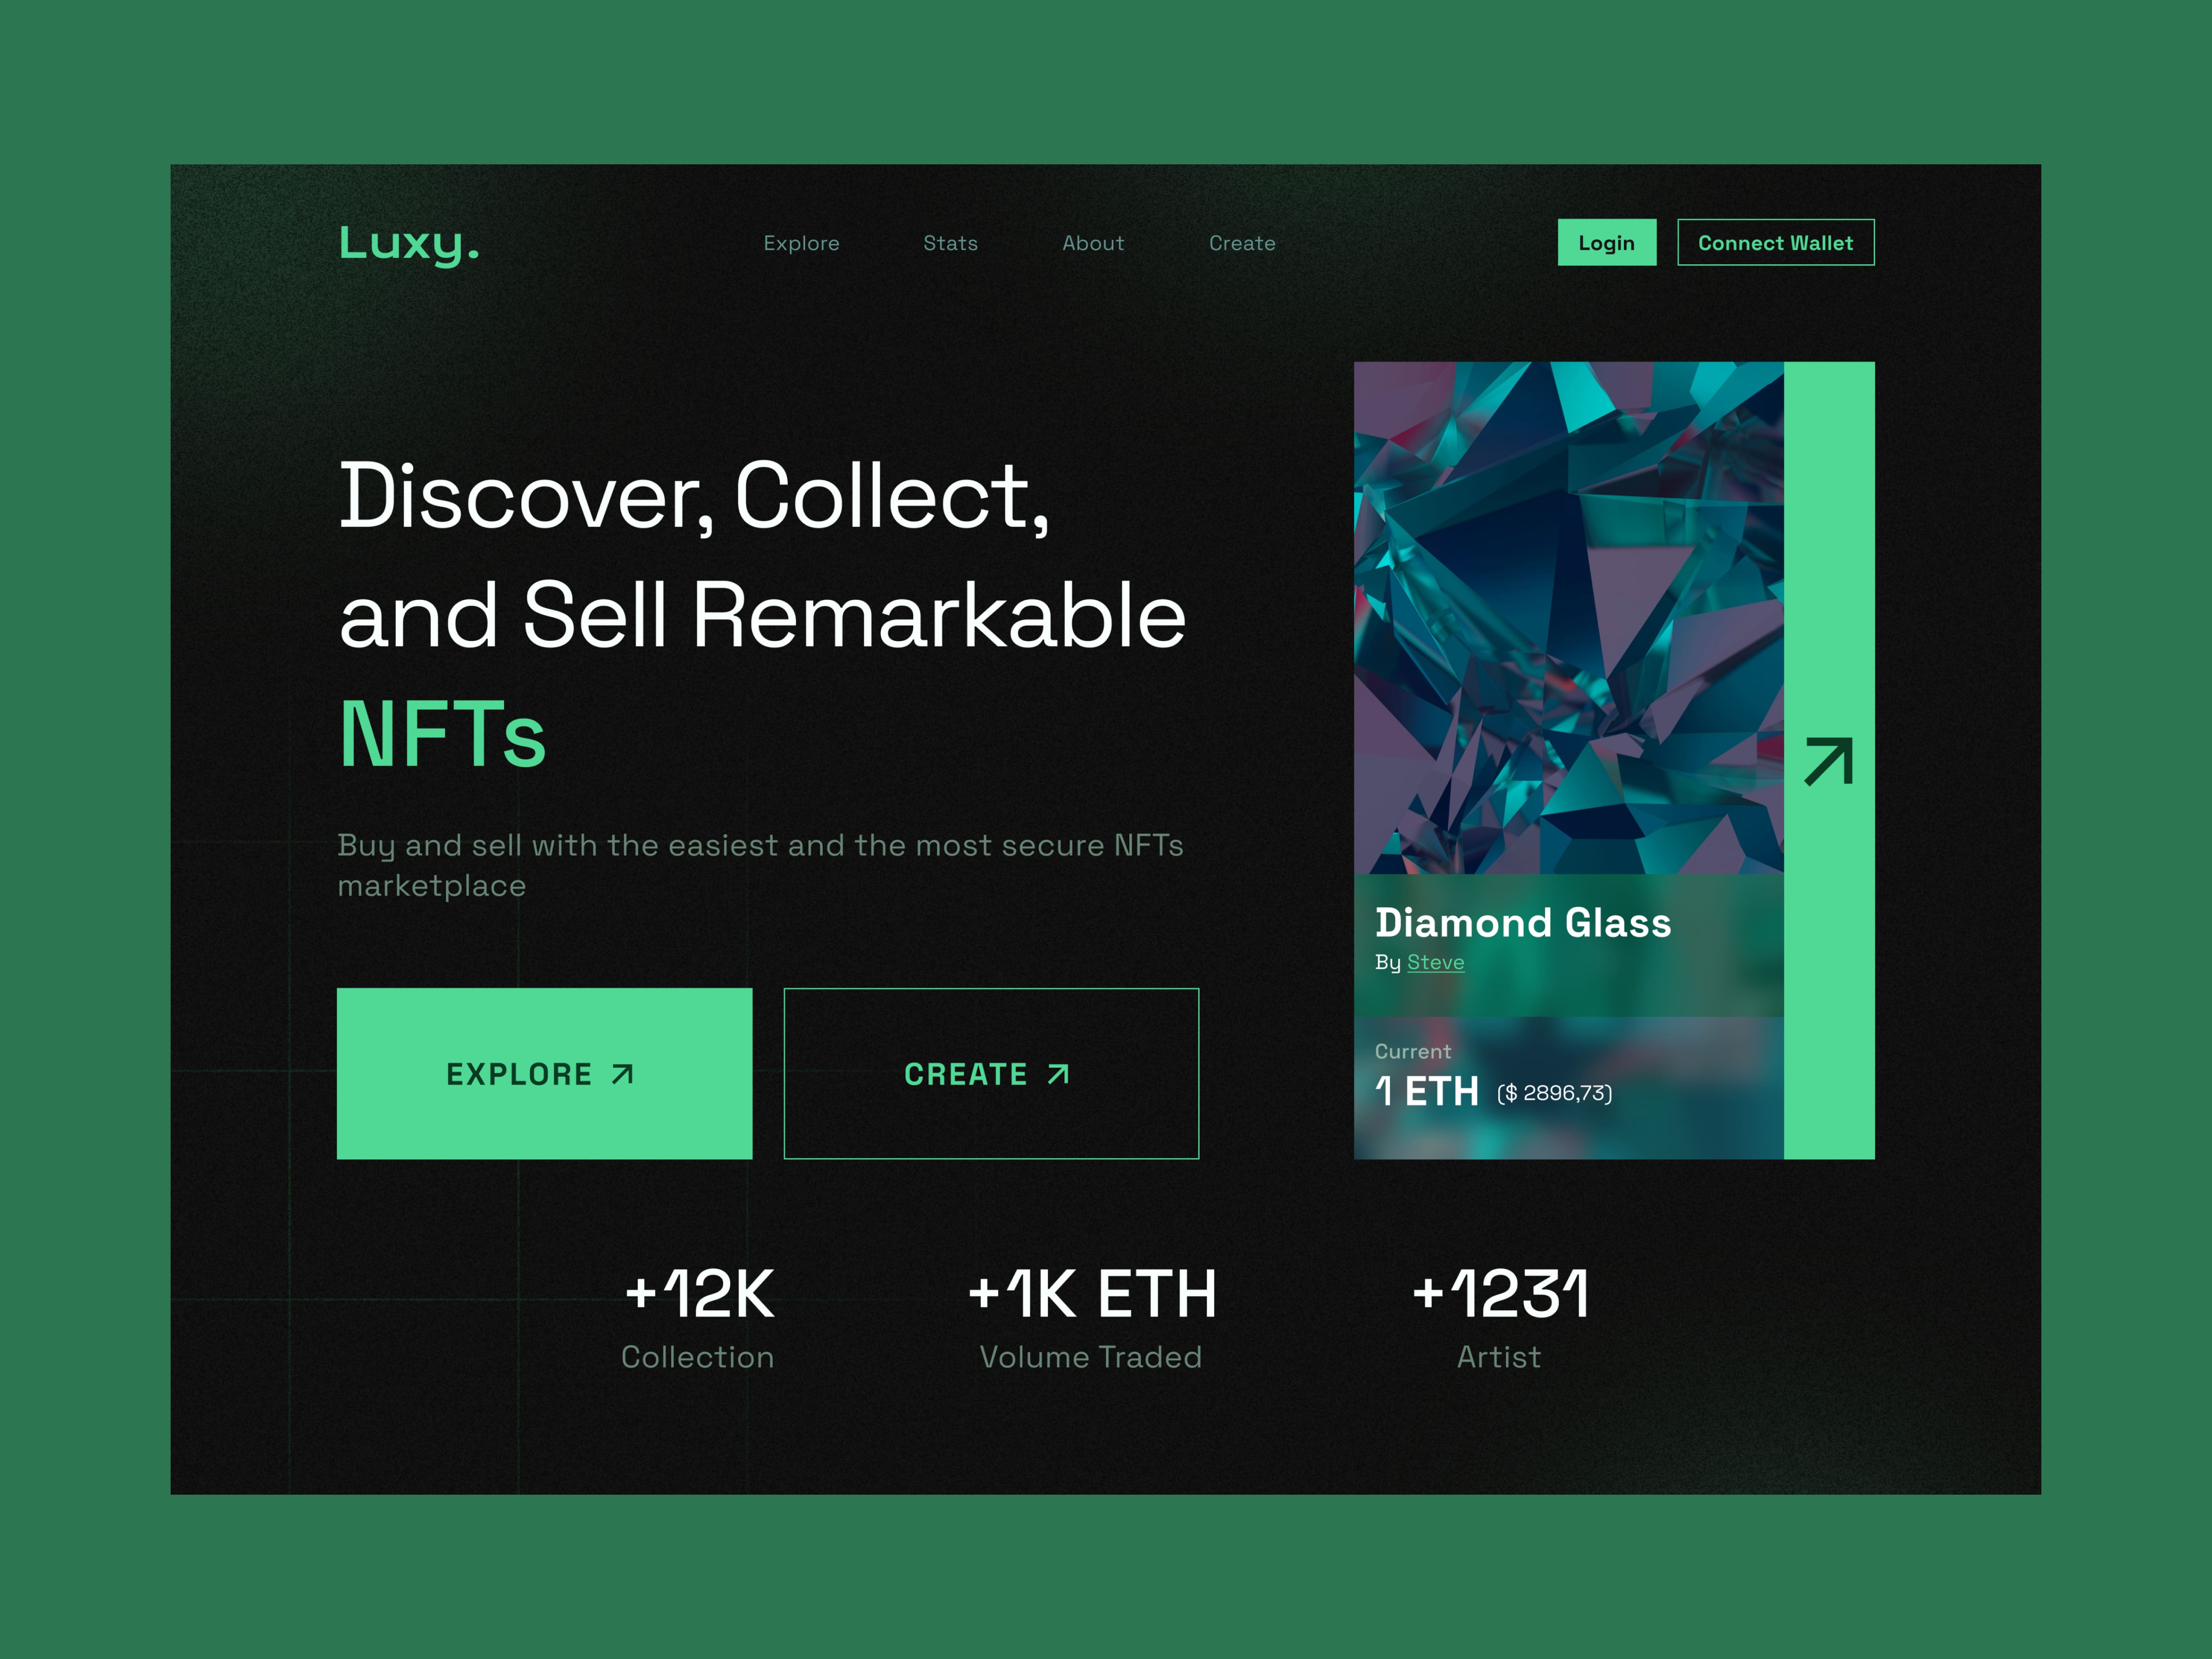 Luxy.
Explore
Stats
About
Create
Login
Connect Wallet
Discover, Collect,
and Sell Remarkable
NFTs
Buy and sell with the easiest and the most secure NFTs
marketplace
EXPLORE
CREATE
Diamond Glass
By Steve
Current
1 ETH ($ 2896,73)
+12K
Collection
+1K ETH
Volume Traded
+1231
Artist